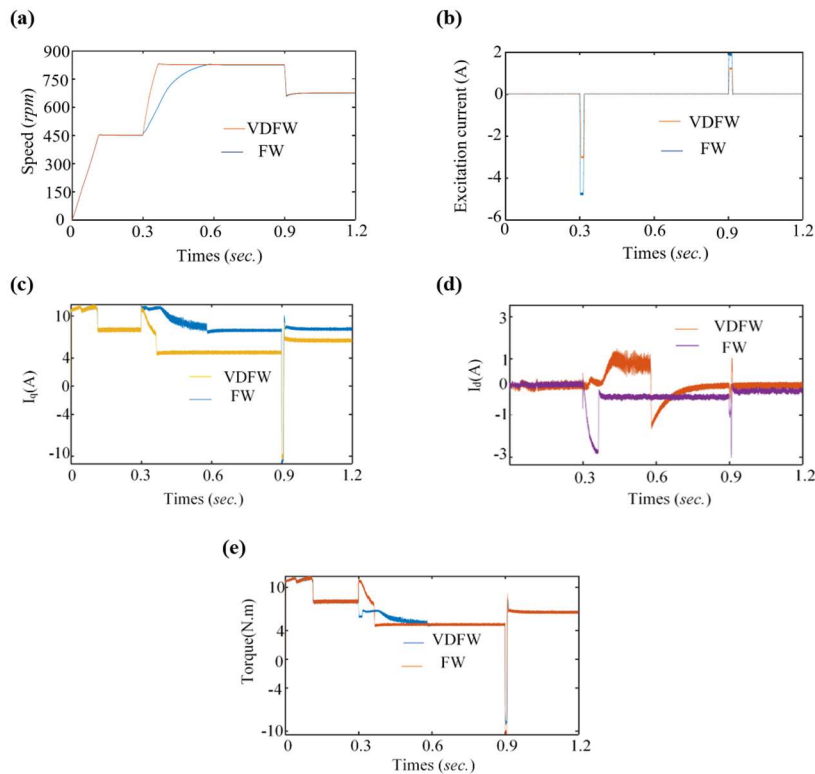 (a)
900
750
600
450
300
150
0
Speed (rpm)
VDFW
FW
0 0.3 0.6 0.9 1.2
Times (sec.)
(b)
2
0
-2
-4
-6
Excitation current (A)
VDFW
FW
0 0.3 0.6 0.9 1.2
Times (sec.)
(c)
10
4
0
-4
-10
Iq(A)
VDFW
FW
0 0.3 0.6 0.9 1.2
Times (sec.)
(d)
3
1
-1
-3
Id(A)
VDFW
FW
0 0.3 0.6 0.9 1.2
Times (sec.)
(e)
10
4
-1
-4
-10
Torque(N.m)
VDFW
FW
0 0.3 0.6 0.9 1.2
Times (sec.)